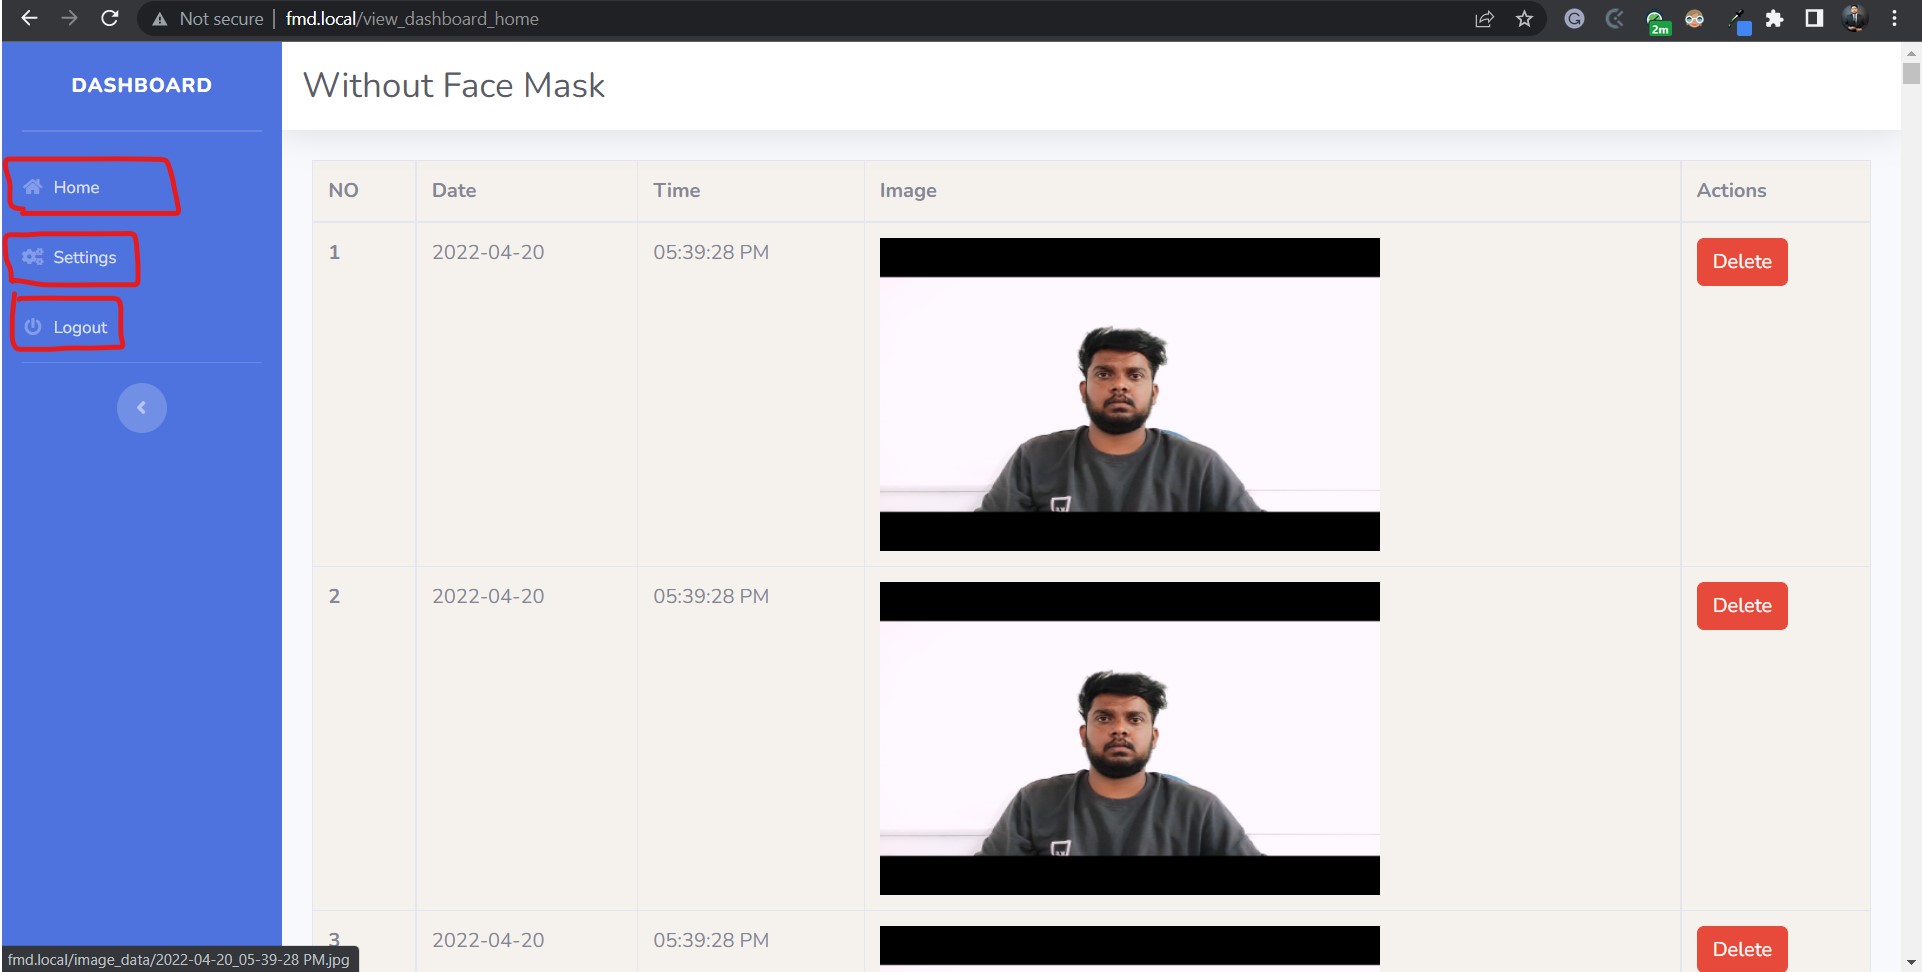 Not secure | fmd.local/view_dashboard_home
2m
DASHBOARD
Without Face Mask
Home
Settings
Logout
NO Date Time Image Actions
1 2022-04-20 05:39:28 PM Delete
2 2022-04-20 05:39:28 PM Delete
3 2022-04-20 05:39:28 PM Delete
fmd.local/image_data/2022-04-20_05-39-28 PM.jpg